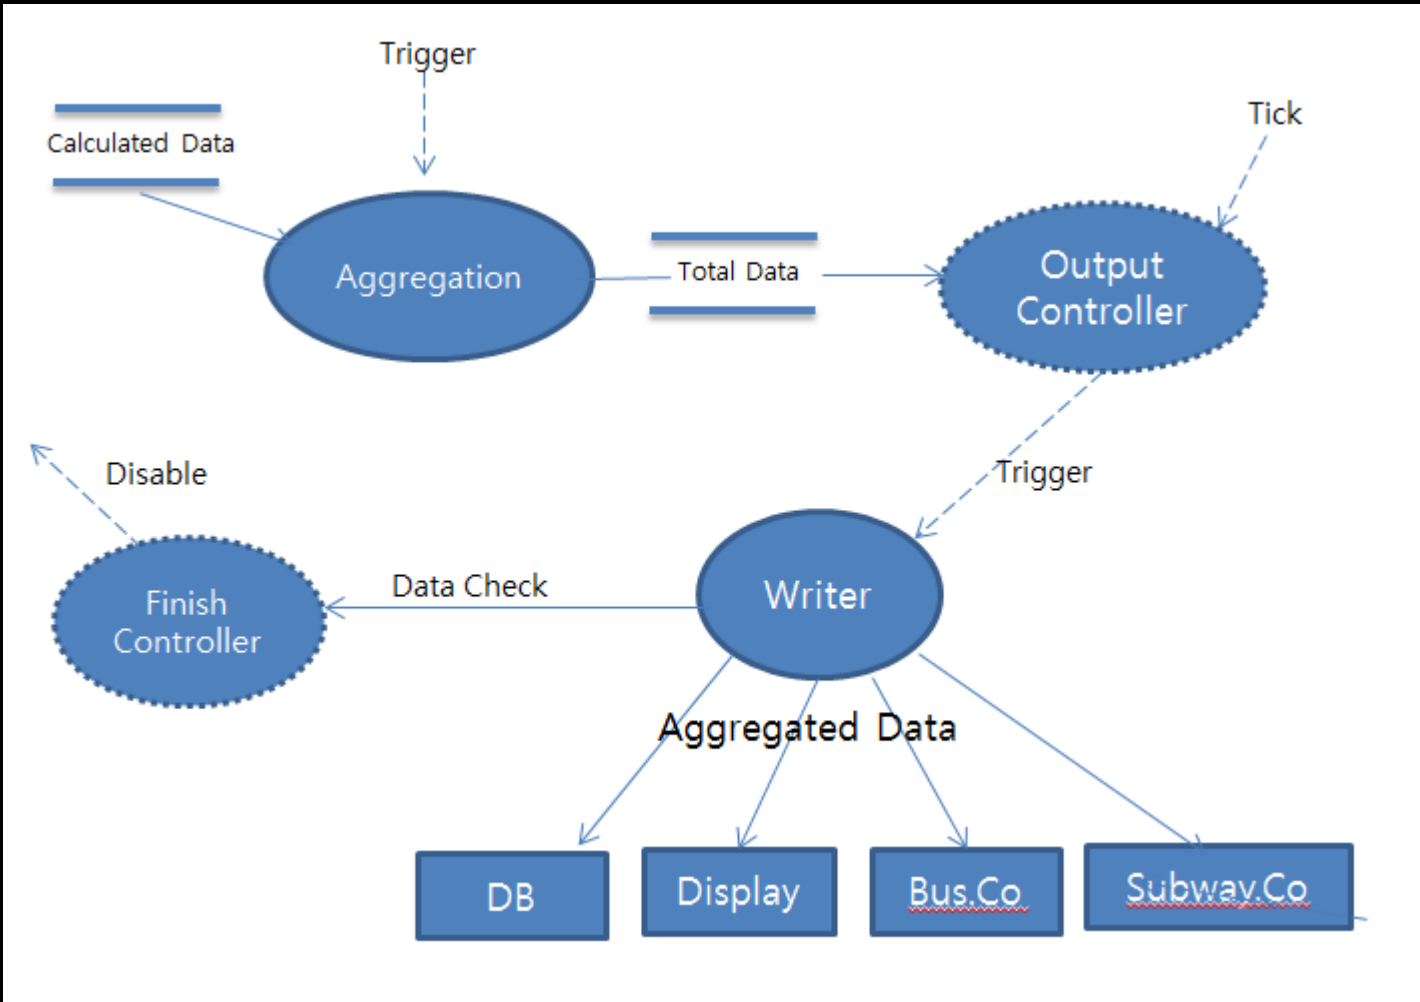 Trigger
Tick
Calculated Data
Aggregation
Total Data
Output
Controller
Disable
Trigger
Finish
Controller
Data Check
Writer
Aggregated Data
DB
Display
Bus.Co
Subway.Co